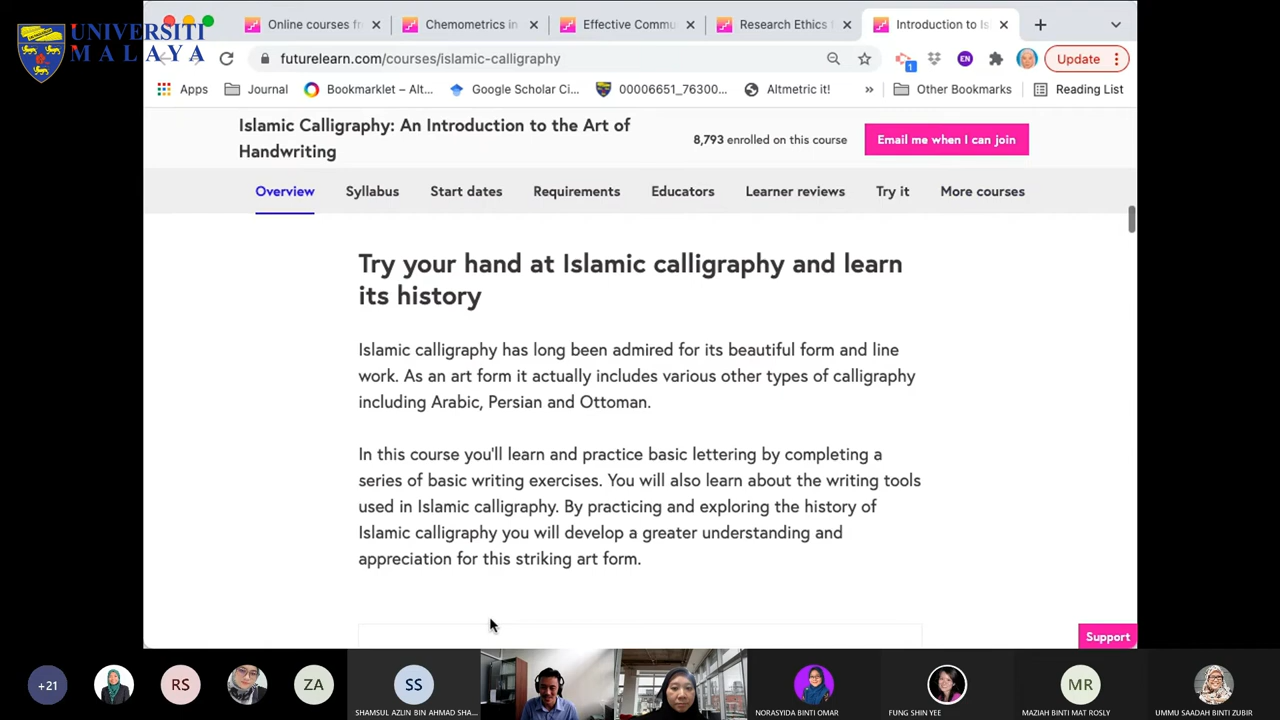 UNIVERSITI
MALAYA
Online courses fr
Chemometrics in
Effective Commu
Research Ethics f
Introduction to Is
futurelearn.com/courses/islamic-calligraphy
1
EN
Update
Apps
Journal
Bookmarklet – Alt...
Google Scholar Ci...
00006651_76300...
Altmetric it!
»
Other Bookmarks
Reading List
Islamic Calligraphy: An Introduction to the Art of
Handwriting
8,793 enrolled on this course
Email me when I can join
Overview
Syllabus
Start dates
Requirements
Educators
Learner reviews
Try it
More courses
Try your hand at Islamic calligraphy and learn
its history
Islamic calligraphy has long been admired for its beautiful form and line
work. As an art form it actually includes various other types of calligraphy
including Arabic, Persian and Ottoman.
In this course you'll learn and practice basic lettering by completing a
series of basic writing exercises. You will also learn about the writing tools
used in Islamic calligraphy. By practicing and exploring the history of
Islamic calligraphy you will develop a greater understanding and
appreciation for this striking art form.
Support
+21
RS
ZA
SS
MR
SHAMSUL AZLIN BIN AHMAD SHA...
NORASYIDA BINTI OMAR
FUNG SHIN YEE
MAZIAH BINTI MAT ROSLY
UMMU SAADAH BINTI ZUBIR